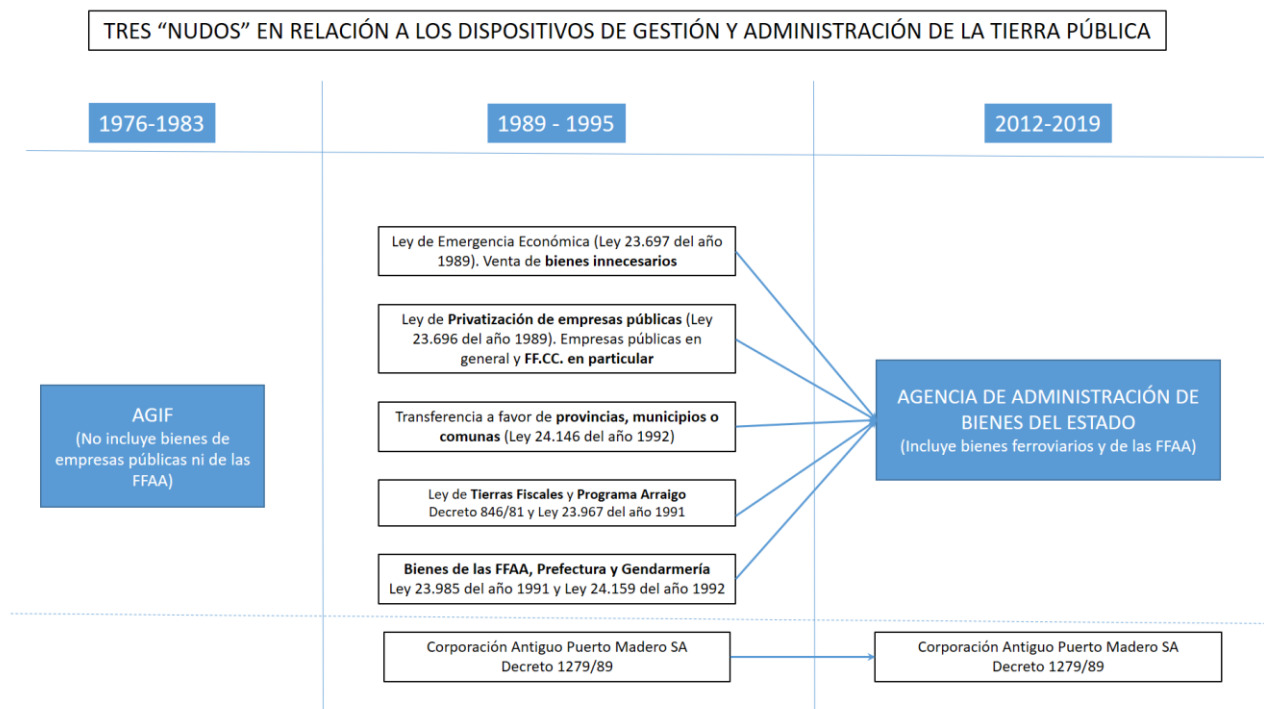 TRES “NUDOS” EN RELACIÓN A LOS DISPOSITIVOS DE GESTIÓN Y ADMINISTRACIÓN DE LA TIERRA PÚBLICA
1976-1983
1989 - 1995
2012-2019
AGIF
(No incluye bienes de
empresas públicas ni de las
FFAA)
Ley de Emergencia Económica (Ley 23.697 del año
1989). Venta de bienes innecesarios
Ley de Privatización de empresas públicas (Ley
23.696 del año 1989). Empresas públicas en
general y FF.CC. en particular
Transferencia a favor de provincias, municipios o
comunas (Ley 24.146 del año 1992)
Ley de Tierras Fiscales y Programa Arraigo
Decreto 846/81 y Ley 23.967 del año 1991
Bienes de las FFAA, Prefectura y Gendarmería
Ley 23.985 del año 1991 y Ley 24.159 del año 1992
AGENCIA DE ADMINISTRACIÓN DE
BIENES DEL ESTADO
(Incluye bienes ferroviarios y de las FFAA)
Corporación Antiguo Puerto Madero SA
Decreto 1279/89
Corporación Antiguo Puerto Madero SA
Decreto 1279/89